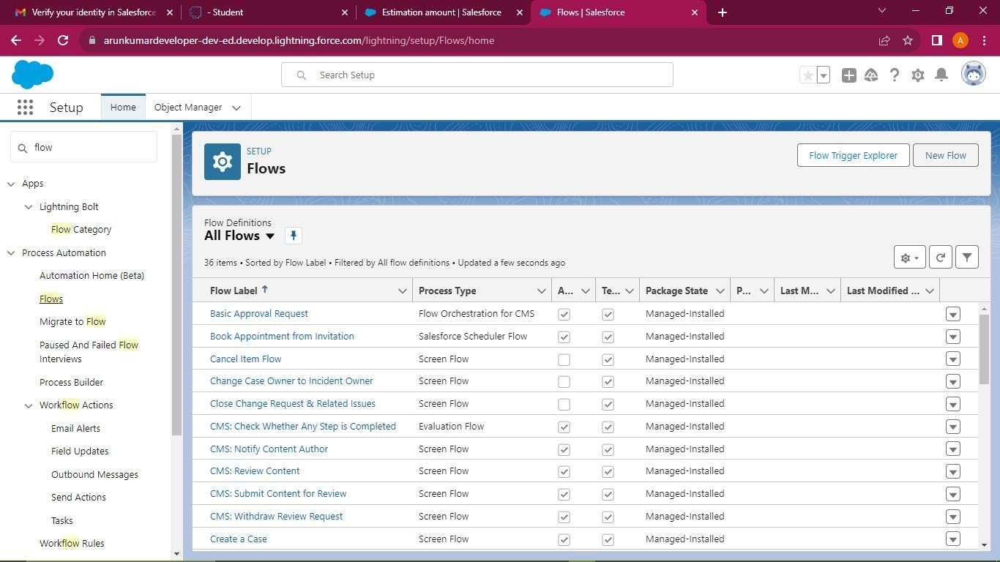 Verify your identity in Salesforce
- Student
Estimation amount | Salesforce
Flows | Salesforce
arunkumardeveloper-dev-ed.develop.lightning.force.com/lightning/setup/Flows/home
A
Search Setup
Setup
Home
Object Manager
flow
Apps
Lightning Bolt
Flow Category
Process Automation
Automation Home (Beta)
Flows
Migrate to Flow
Paused And Failed Flow
Interviews
Process Builder
Workflow Actions
Email Alerts
Field Updates
Outbound Messages
Send Actions
Tasks
Workflow Rules
SETUP
Flows
Flow Trigger Explorer
New Flow
Flow Definitions
All Flows
36 items • Sorted by Flow Label • Filtered by All flow definitions • Updated a few seconds ago
Flow Label Process Type A... Te... Package State P... Last M... Last Modified ...
Basic Approval Request Flow Orchestration for CMS Managed-Installed
Book Appointment from Invitation Salesforce Scheduler Flow Managed-Installed
Cancel Item Flow Screen Flow Managed-Installed
Change Case Owner to Incident Owner Screen Flow Managed-Installed
Close Change Request & Related Issues Screen Flow Managed-Installed
CMS: Check Whether Any Step is Completed Evaluation Flow Managed-Installed
CMS: Notify Content Author Screen Flow Managed-Installed
CMS: Review Content Screen Flow Managed-Installed
CMS: Submit Content for Review Screen Flow Managed-Installed
CMS: Withdraw Review Request Screen Flow Managed-Installed
Create a Case Screen Flow Managed-Installed